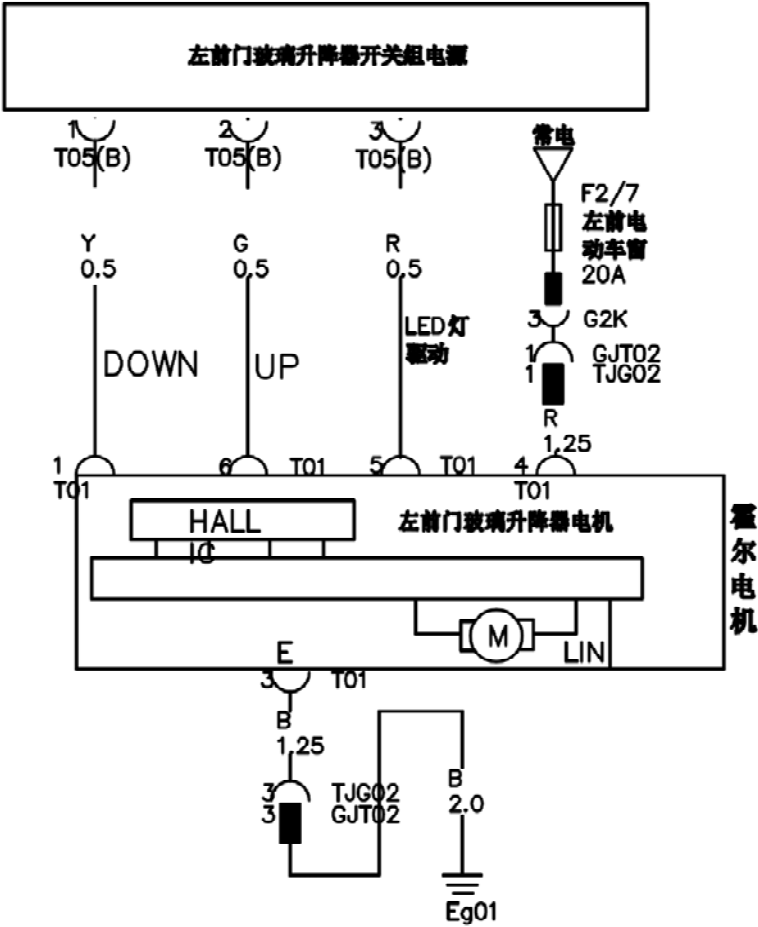 左前门玻璃升降器开关组电源
1 2 3
T05(B) T05(B) T05(B)
常电
F2/7
左前电
动车窗
20A
Y G R
0.5 0.5 0.5
3 G2K
LED灯
驱动
DOWN UP
1 GJT02
1 TJG02
R
1.25
1 6 T01 5 T01 4
T01 T01
HALL
IC
左前门玻璃升降器电机
霍尔电机
M
E
LIN
3 T01
B
1.25
3 TJG02
3 GJT02
B
2.0
Eg01